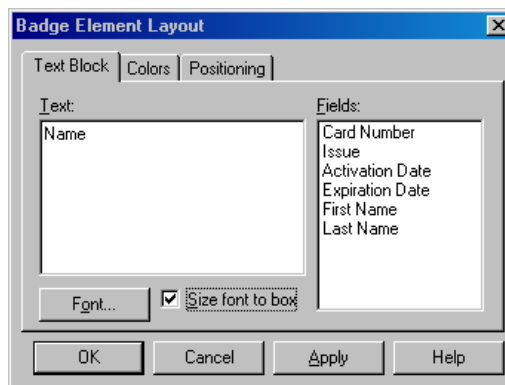 Badge Element Layout
Text Block
Colors
Positioning
Text:
Name
Fields:
Card Number
Issue
Activation Date
Expiration Date
First Name
Last Name
Font...
Size font to box
OK
Cancel
Apply
Help